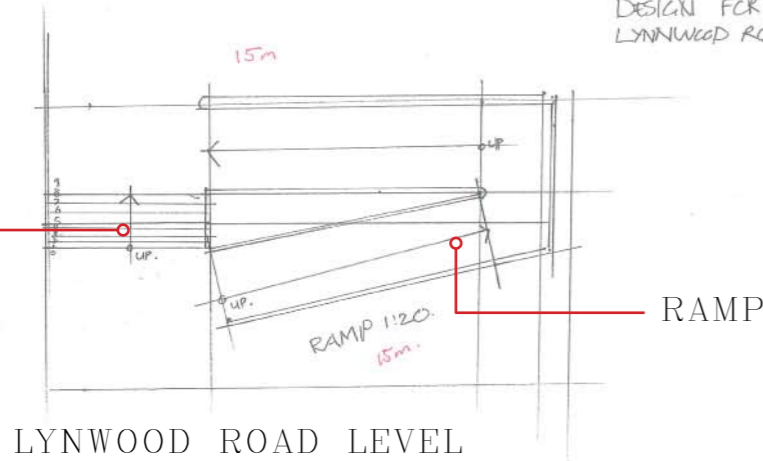 DESIGN FOR
LYNNWOOD RO
15m
UP
UP.
UP.
RAMP 1:20.
15m.
RAMP
LYNWOOD ROAD LEVEL